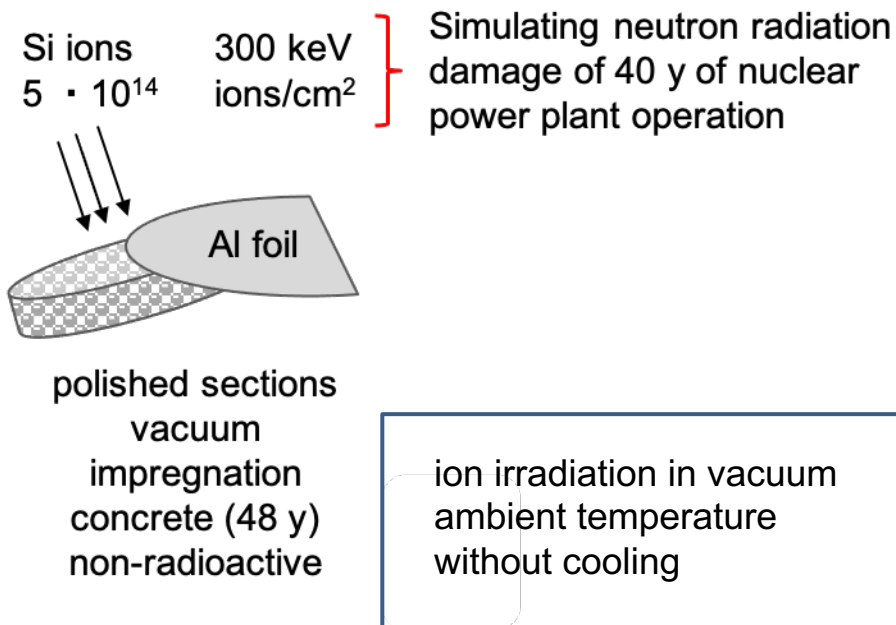 Si ions 300 keV
5 · 10¹⁴ ions/cm²
Simulating neutron radiation
damage of 40 y of nuclear
power plant operation
Al foil
polished sections
vacuum
impregnation
concrete (48 y)
non-radioactive
ion irradiation in vacuum
ambient temperature
without cooling